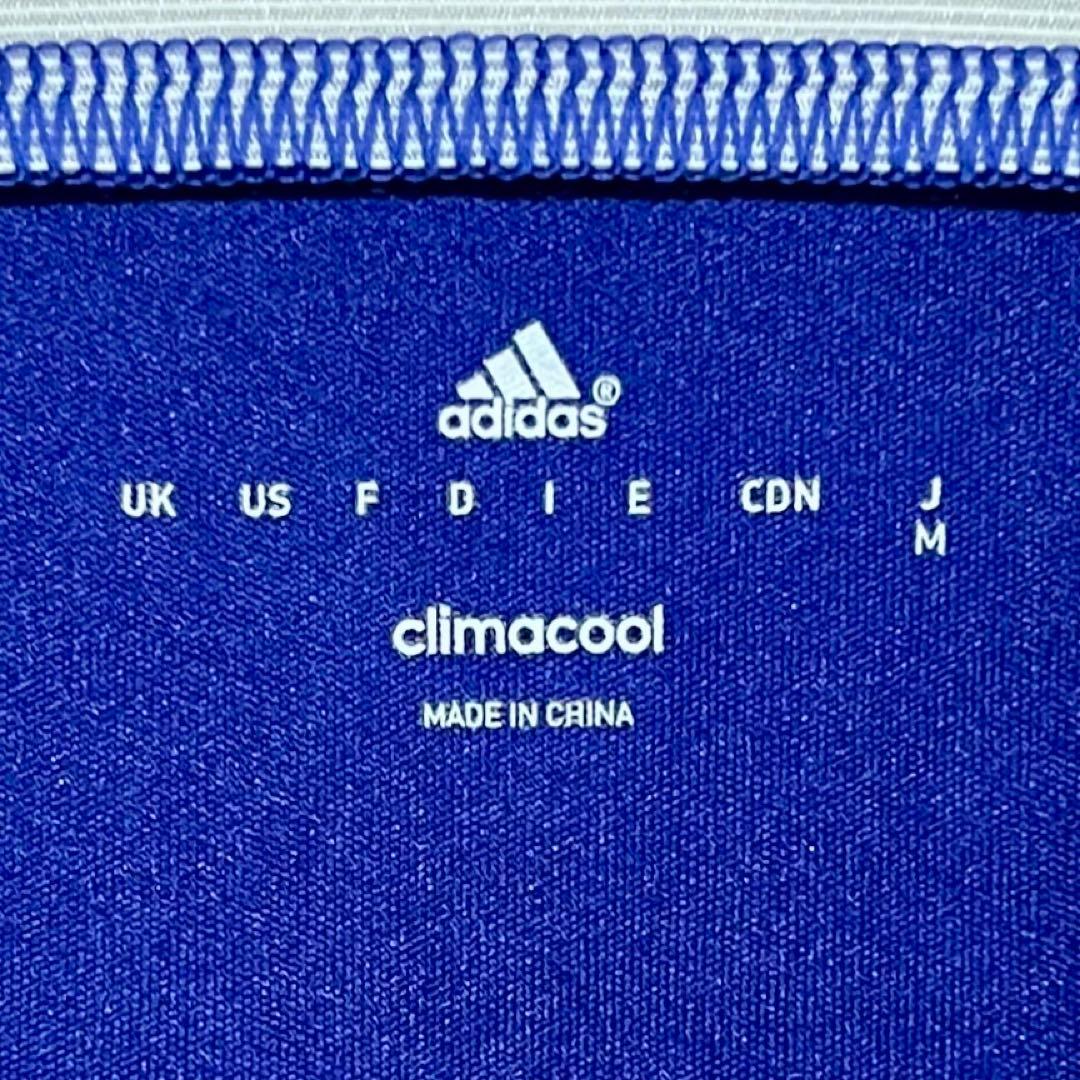 adidas®
UK US F D I E CDN J
M
climacool
MADE IN CHINA